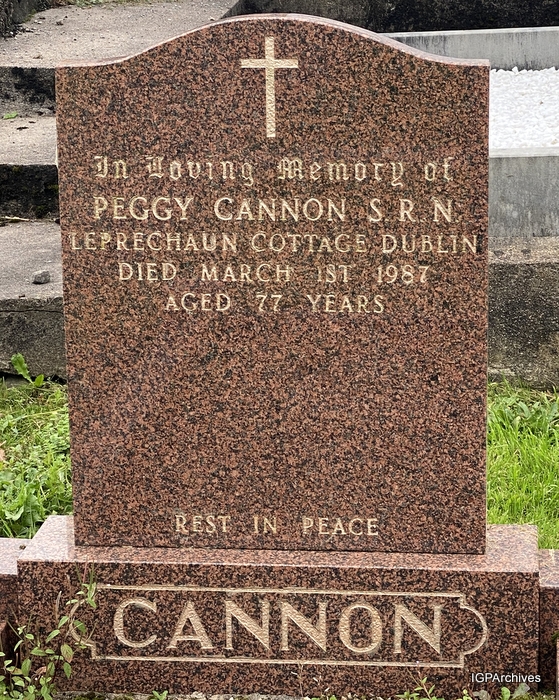 In Loving Memory of
PEGGY CANNON S.R.N.
LEPRECHAUN COTTAGE DUBLIN
DIED MARCH 1ST 1987
AGED 77 YEARS
REST IN PEACE
CANNON
IGPArchives